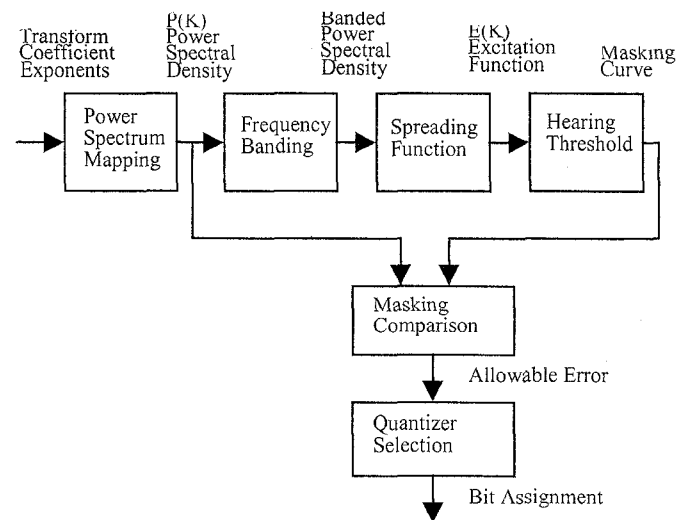 Transform
Coefficient
Exponents
P(K)
Power
Spectral
Density
Banded
Power
Spectral
Density
E(K)
Excitation
Function
Masking
Curve
Power
Spectrum
Mapping
Frequency
Banding
Spreading
Function
Hearing
Threshold
Masking
Comparison
Allowable Error
Quantizer
Selection
Bit Assignment